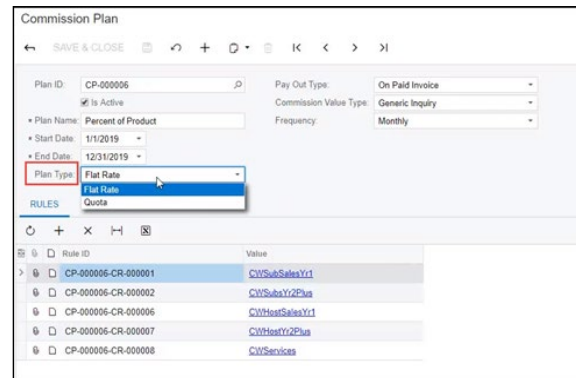 Commission Plan
SAVE & CLOSE
Plan ID: CP-000006 Pay Out Type: On Paid Invoice
Is Active Commission Value Type: Generic Inquiry
* Plan Name: Percent of Product Frequency: Monthly
* Start Date: 1/1/2019
* End Date: 12/31/2019
Plan Type: Flat Rate
Flat Rate
Quota
RULES
Rule ID Value
CP-000006-CR-000001 CWSubSalesYr1
CP-000006-CR-000002 CWSubsYr2Plus
CP-000006-CR-000006 CWHostSalesYr1
CP-000006-CR-000007 CWHostYr2Plus
CP-000006-CR-000008 CWServices